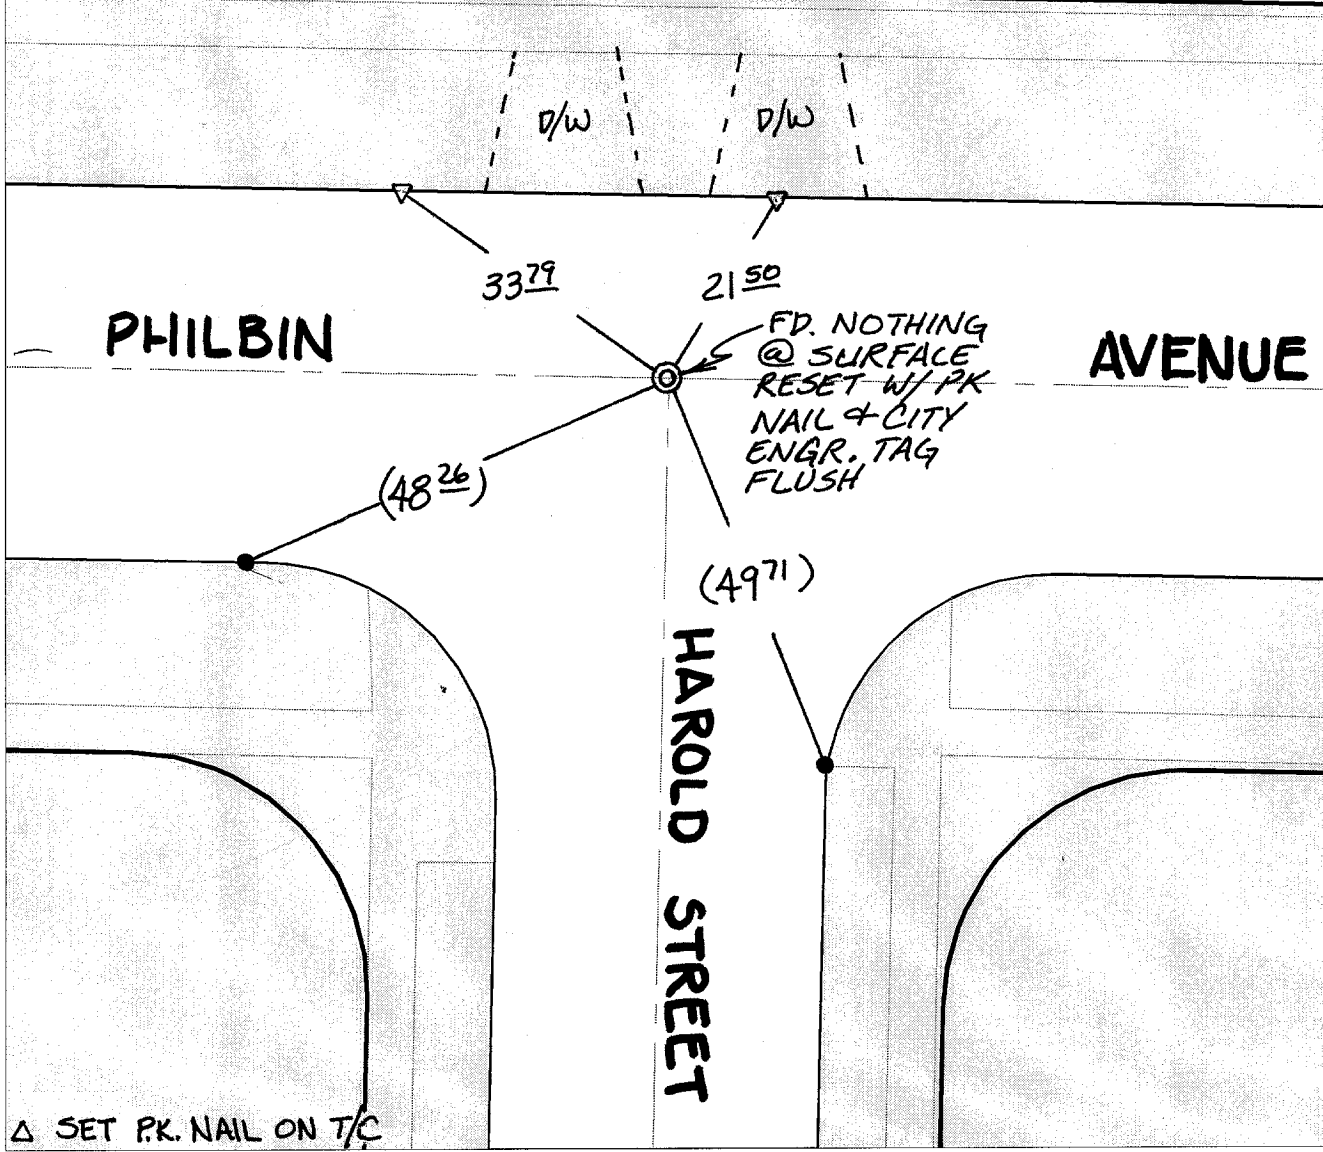 D/W
D/W
33 79
21 50
PHILBIN
AVENUE
FD. NOTHING
@ SURFACE
RESET W/ PK
NAIL & CITY
ENGR. TAG
FLUSH
(48 26)
(49 71)
HAROLD STREET
△ SET P.K. NAIL ON T/C